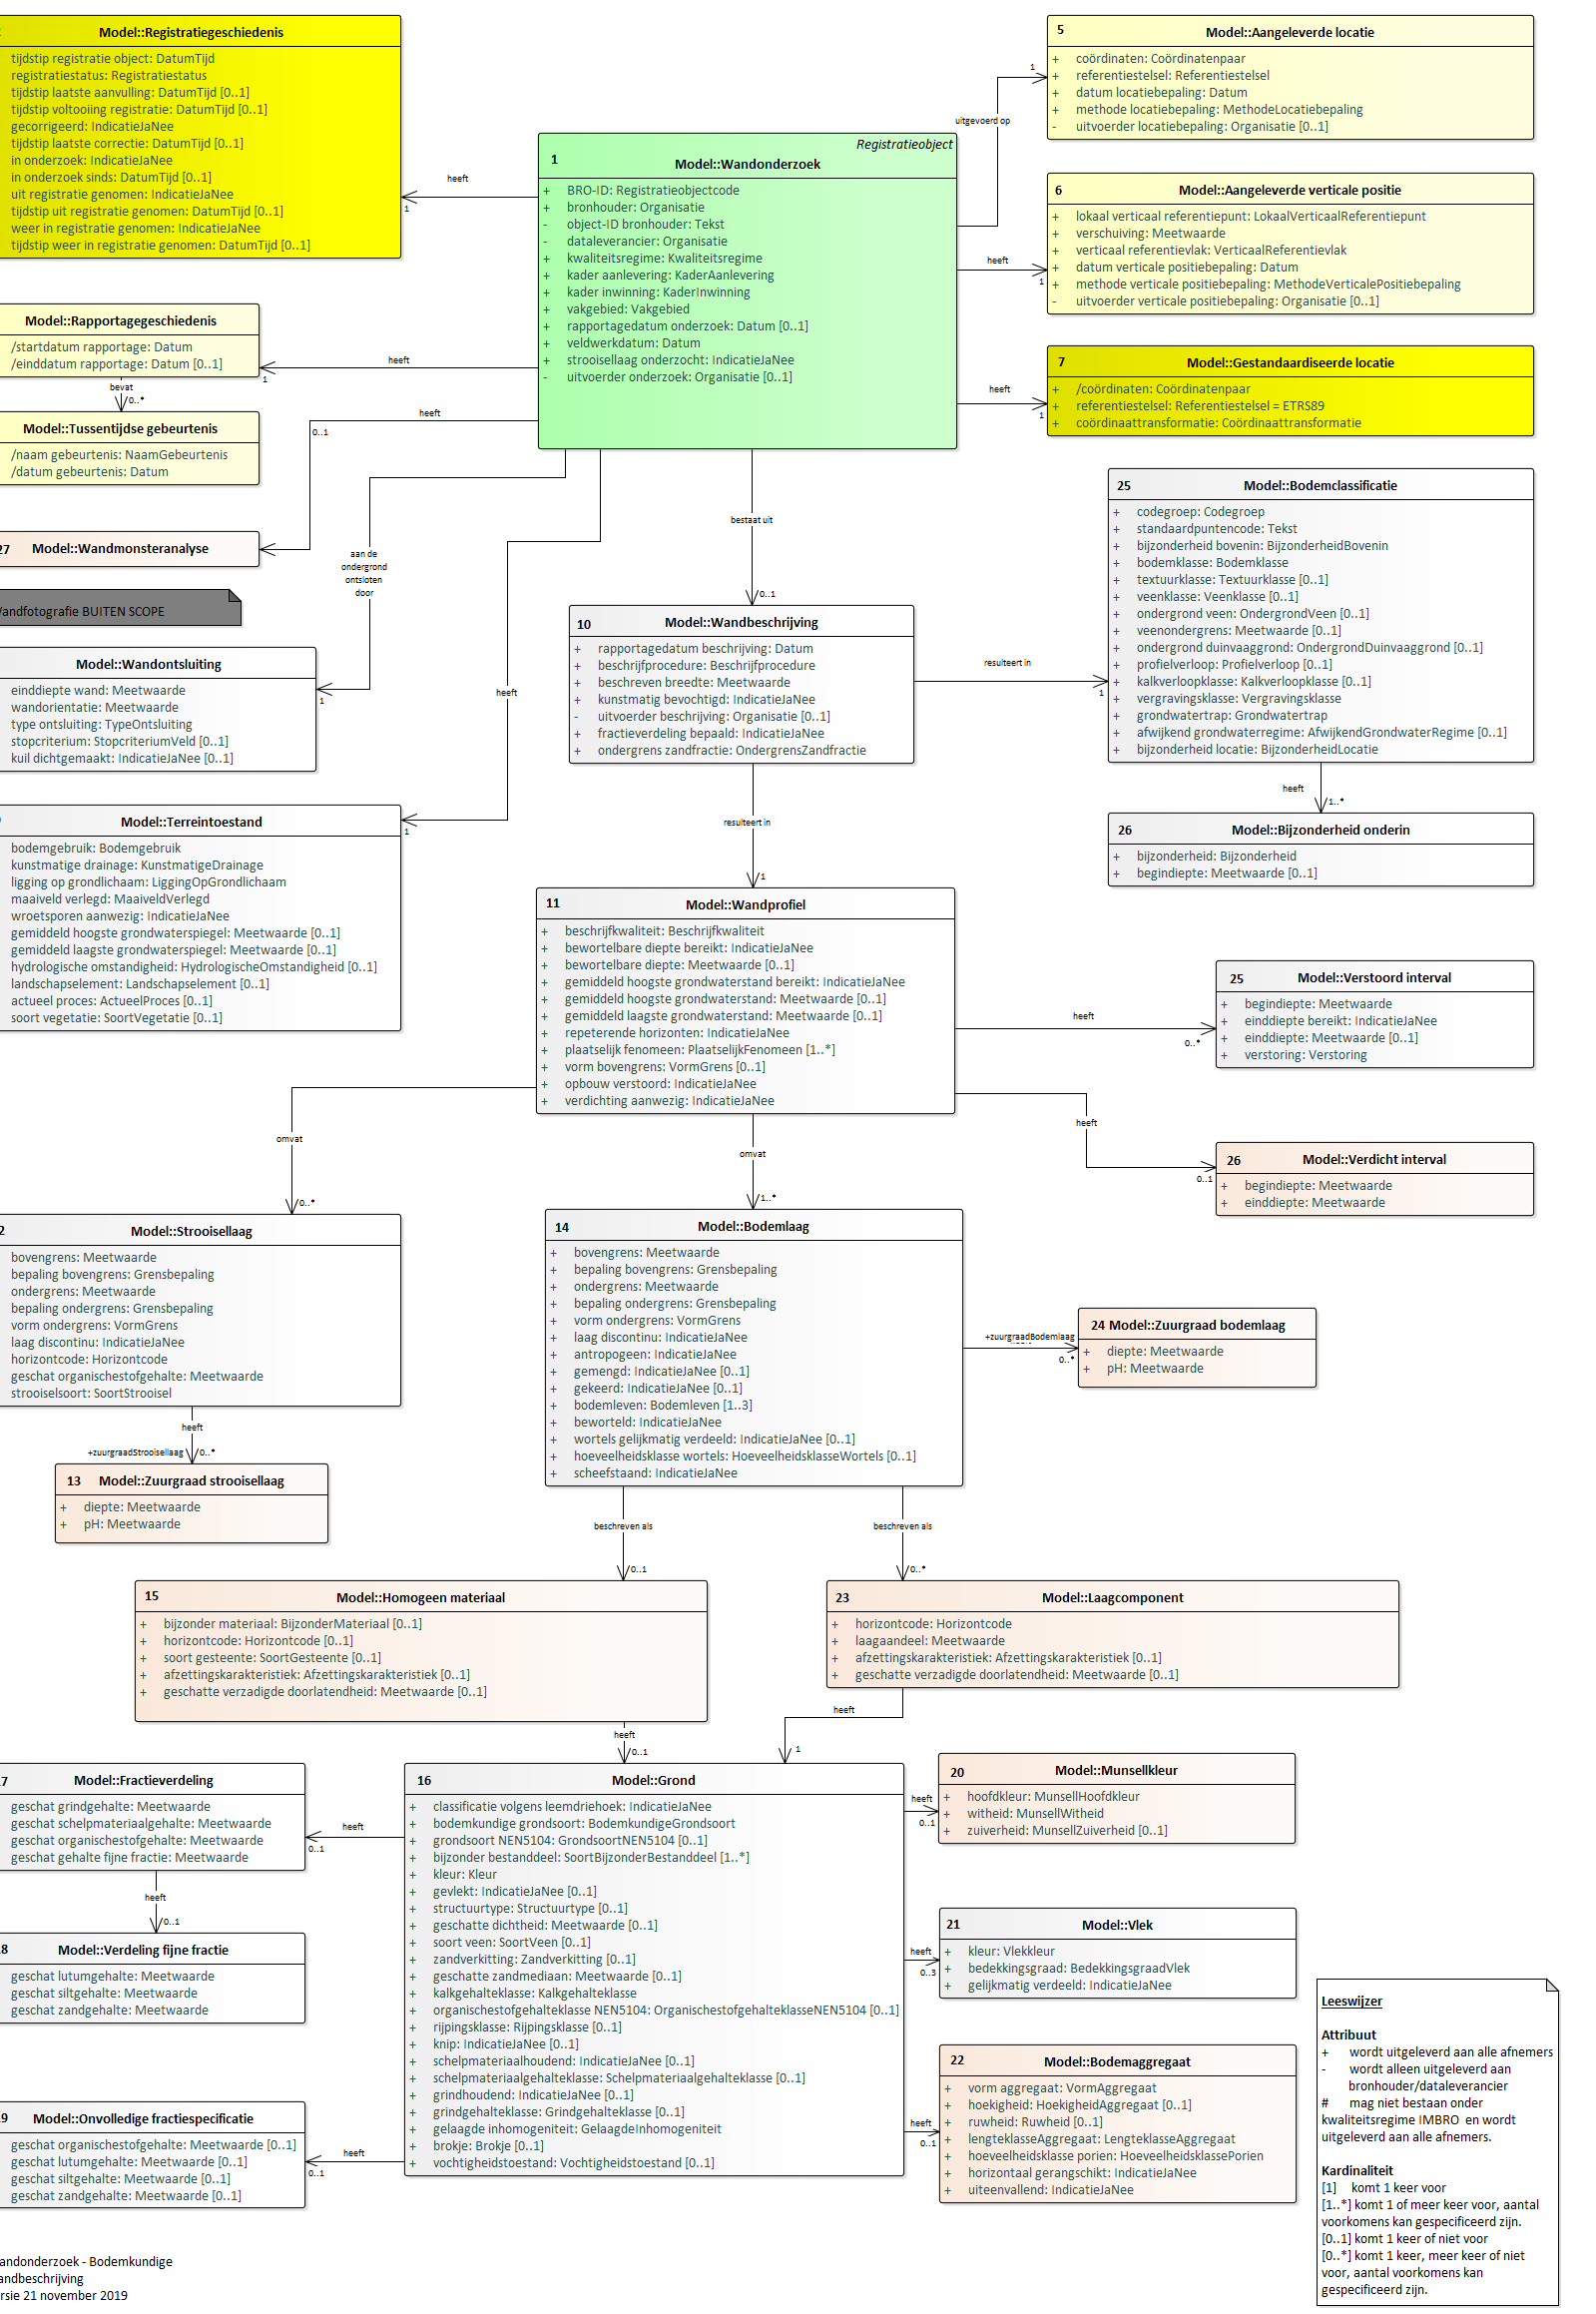 Model::Registratiegeschiedenis
tijdstip registratie object: DatumTijd
registratiestatus: Registratiestatus
tijdstip laatste aanvulling: DatumTijd [0..1]
tijdstip voltooiing registratie: DatumTijd [0..1]
gecorrigeerd: IndicatieJaNee
tijdstip laatste correctie: DatumTijd [0..1]
in onderzoek: IndicatieJaNee
in onderzoek sinds: DatumTijd [0..1]
uit registratie genomen: IndicatieJaNee
tijdstip uit registratie genomen: DatumTijd [0..1]
weer in registratie genomen: IndicatieJaNee
tijdstip weer in registratie genomen: DatumTijd [0..1]
heeft
1
Registratieobject
1 Model::Wandonderzoek
+ BRO-ID: Registratieobjectcode
+ bronhouder: Organisatie
- object-ID bronhouder: Tekst
- dataleverancier: Organisatie
+ kwaliteitsregime: Kwaliteitsregime
+ kader aanlevering: KaderAanlevering
+ kader inwinning: KaderInwinning
+ vakgebied: Vakgebied
+ rapportagedatum onderzoek: Datum [0..1]
+ veldwerkdatum: Datum
+ strooisellaag onderzocht: IndicatieJaNee
- uitvoerder onderzoek: Organisatie [0..1]
uitgevoerd op
1
5 Model::Aangeleverde locatie
+ coördinaten: Coördinatenpaar
+ referentiestelsel: Referentiestelsel
+ datum locatiebepaling: Datum
+ methode locatiebepaling: MethodeLocatiebepaling
- uitvoerder locatiebepaling: Organisatie [0..1]
heeft
1
6 Model::Aangeleverde verticale positie
+ lokaal verticaal referentiepunt: LokaalVerticaalReferentiepunt
+ verschuiving: Meetwaarde
+ verticaal referentievlak: VerticaalReferentievlak
+ datum verticale positiebepaling: Datum
+ methode verticale positiebepaling: MethodeVerticalePositiebepaling
- uitvoerder verticale positiebepaling: Organisatie [0..1]
heeft
1
7 Model::Gestandaardiseerde locatie
+ /coördinaten: Coördinatenpaar
+ referentiestelsel: Referentiestelsel = ETRS89
+ coördinaattransformatie: Coördinaattransformatie
Model::Rapportagegeschiedenis
/startdatum rapportage: Datum
/einddatum rapportage: Datum [0..1]
heeft
1
bevat
0..*
Model::Tussentijdse gebeurtenis
/naam gebeurtenis: NaamGebeurtenis
/datum gebeurtenis: Datum
heeft
0..1
27 Model::Wandmonsteranalyse
Wandfotografie BUITEN SCOPE
aan de
ondergrond
ontsloten
door
1
Model::Wandontsluiting
einddiepte wand: Meetwaarde
wandorientatie: Meetwaarde
type ontsluiting: TypeOntsluiting
stopcriterium: StopcriteriumVeld [0..1]
kuil dichtgemaakt: IndicatieJaNee [0..1]
heeft
1
Model::Terreintoestand
bodemgebruik: Bodemgebruik
kunstmatige drainage: KunstmatigeDrainage
ligging op grondlichaam: LiggingOpGrondlichaam
maaiveld verlegd: MaaiveldVerlegd
wroetsporen aanwezig: IndicatieJaNee
gemiddeld hoogste grondwaterspiegel: Meetwaarde [0..1]
gemiddeld laagste grondwaterspiegel: Meetwaarde [0..1]
hydrologische omstandigheid: HydrologischeOmstandigheid [0..1]
landschapselement: Landschapselement [0..1]
actueel proces: ActueelProces [0..1]
soort vegetatie: SoortVegetatie [0..1]
bestaat uit
0..1
10 Model::Wandbeschrijving
+ rapportagedatum beschrijving: Datum
+ beschrijfprocedure: Beschrijfprocedure
+ beschreven breedte: Meetwaarde
+ kunstmatig bevochtigd: IndicatieJaNee
- uitvoerder beschrijving: Organisatie [0..1]
+ fractieverdeling bepaald: IndicatieJaNee
+ ondergrens zandfractie: OndergrensZandfractie
resulteert in
1
25 Model::Bodemclassificatie
+ codegroep: Codegroep
+ standaardpuntencode: Tekst
+ bijzonderheid bovenin: BijzonderheidBovenin
+ bodemklasse: Bodemklasse
+ textuurklasse: Textuurklasse [0..1]
+ veenklasse: Veenklasse [0..1]
+ ondergrond veen: OndergrondVeen [0..1]
+ veenondergrens: Meetwaarde [0..1]
+ ondergrond duinvaaggrond: OndergrondDuinvaaggrond [0..1]
+ profielverloop: Profielverloop [0..1]
+ kalkverloopklasse: Kalkverloopklasse [0..1]
+ vergravingsklasse: Vergravingsklasse
+ grondwatertrap: Grondwatertrap
+ afwijkend grondwaterregime: AfwijkendGrondwaterRegime [0..1]
+ bijzonderheid locatie: BijzonderheidLocatie
heeft
1..*
26 Model::Bijzonderheid onderin
+ bijzonderheid: Bijzonderheid
+ begindiepte: Meetwaarde [0..1]
resulteert in
1
11 Model::Wandprofiel
+ beschrijfkwaliteit: Beschrijfkwaliteit
+ bewortelbare diepte bereikt: IndicatieJaNee
+ bewortelbare diepte: Meetwaarde [0..1]
+ gemiddeld hoogste grondwaterstand bereikt: IndicatieJaNee
+ gemiddeld hoogste grondwaterstand: Meetwaarde [0..1]
+ gemiddeld laagste grondwaterstand: Meetwaarde [0..1]
+ repeterende horizonten: IndicatieJaNee
+ plaatselijk fenomeen: PlaatselijkFenomeen [1..*]
+ vorm bovengrens: VormGrens [0..1]
+ opbouw verstoord: IndicatieJaNee
+ verdichting aanwezig: IndicatieJaNee
heeft
0..*
25 Model::Verstoord interval
+ begindiepte: Meetwaarde
+ einddiepte bereikt: IndicatieJaNee
+ einddiepte: Meetwaarde [0..1]
+ verstoring: Verstoring
heeft
0..1
26 Model::Verdicht interval
+ begindiepte: Meetwaarde
+ einddiepte: Meetwaarde
omvat
0..*
2 Model::Strooisellaag
bovengrens: Meetwaarde
bepaling bovengrens: Grensbepaling
ondergrens: Meetwaarde
bepaling ondergrens: Grensbepaling
vorm ondergrens: VormGrens
laag discontinu: IndicatieJaNee
horizontcode: Horizontcode
geschat organischestofgehalte: Meetwaarde
strooiselsoort: SoortStrooisel
heeft
+zuurgraadStrooisellaag 0..*
13 Model::Zuurgraad strooisellaag
+ diepte: Meetwaarde
+ pH: Meetwaarde
omvat
1..*
14 Model::Bodemlaag
+ bovengrens: Meetwaarde
+ bepaling bovengrens: Grensbepaling
+ ondergrens: Meetwaarde
+ bepaling ondergrens: Grensbepaling
+ vorm ondergrens: VormGrens
+ laag discontinu: IndicatieJaNee
+ antropogeen: IndicatieJaNee
+ gemengd: IndicatieJaNee [0..1]
+ gekeerd: IndicatieJaNee [0..1]
+ bodemleven: Bodemleven [1..3]
+ beworteld: IndicatieJaNee
+ wortels gelijkmatig verdeeld: IndicatieJaNee [0..1]
+ hoeveelheidsklasse wortels: HoeveelheidsklasseWortels [0..1]
+ scheefstaand: IndicatieJaNee
+zuurgraadBodemlaag
0..*
24 Model::Zuurgraad bodemlaag
+ diepte: Meetwaarde
+ pH: Meetwaarde
beschreven als
0..1
beschreven als
0..*
15 Model::Homogeen materiaal
+ bijzonder materiaal: BijzonderMateriaal [0..1]
+ horizontcode: Horizontcode [0..1]
+ soort gesteente: SoortGesteente [0..1]
+ afzettingskarakteristiek: Afzettingskarakteristiek [0..1]
+ geschatte verzadigde doorlatendheid: Meetwaarde [0..1]
23 Model::Laagcomponent
+ horizontcode: Horizontcode
+ laagaandeel: Meetwaarde
+ afzettingskarakteristiek: Afzettingskarakteristiek [0..1]
+ geschatte verzadigde doorlatendheid: Meetwaarde [0..1]
heeft
0..1
heeft
1
7 Model::Fractieverdeling
geschat grindgehalte: Meetwaarde
geschat schelpmateriaalgehalte: Meetwaarde
geschat organischestofgehalte: Meetwaarde
geschat gehalte fijne fractie: Meetwaarde
heeft
0..1
heeft
0..1
8 Model::Verdeling fijne fractie
geschat lutumgehalte: Meetwaarde
geschat siltgehalte: Meetwaarde
geschat zandgehalte: Meetwaarde
9 Model::Onvolledige fractiespecificatie
geschat organischestofgehalte: Meetwaarde [0..1]
geschat lutumgehalte: Meetwaarde [0..1]
geschat siltgehalte: Meetwaarde [0..1]
geschat zandgehalte: Meetwaarde [0..1]
heeft
0..1
16 Model::Grond
+ classificatie volgens leemdriehoek: IndicatieJaNee
+ bodemkundige grondsoort: BodemkundigeGrondsoort
+ grondsoort NEN5104: GrondsoortNEN5104 [0..1]
+ bijzonder bestanddeel: SoortBijzonderBestanddeel [1..*]
+ kleur: Kleur
+ gevlekt: IndicatieJaNee [0..1]
+ structuurtype: Structuurtype [0..1]
+ geschatte dichtheid: Meetwaarde [0..1]
+ soort veen: SoortVeen [0..1]
+ zandverkitting: Zandverkitting [0..1]
+ geschatte zandmediaan: Meetwaarde [0..1]
+ kalkgehalteklasse: Kalkgehalteklasse
+ organischestofgehalteklasse NEN5104: OrganischestofgehalteklasseNEN5104 [0..1]
+ rijpingsklasse: Rijpingsklasse [0..1]
+ knip: IndicatieJaNee [0..1]
+ schelpmateriaalhoudend: IndicatieJaNee [0..1]
+ schelpmateriaalgehalteklasse: Schelpmateriaalgehalteklasse [0..1]
+ grindhoudend: IndicatieJaNee [0..1]
+ grindgehalteklasse: Grindgehalteklasse [0..1]
+ gelaagde inhomogeniteit: GelaagdeInhomogeniteit
+ brokje: Brokje [0..1]
+ vochtigheidstoestand: Vochtigheidstoestand [0..1]
heeft
0..1
20 Model::Munsellkleur
+ hoofdkleur: MunsellHoofdkleur
+ witheid: MunsellWitheid
+ zuiverheid: MunsellZuiverheid [0..1]
heeft
0..3
21 Model::Vlek
+ kleur: Vlekkleur
+ bedekkingsgraad: BedekkingsgraadVlek
+ gelijkmatig verdeeld: IndicatieJaNee
heeft
0..1
22 Model::Bodemaggregaat
+ vorm aggregaat: VormAggregaat
+ hoekigheid: HoekigheidAggregaat [0..1]
+ ruwheid: Ruwheid [0..1]
+ lengteklasseAggregaat: LengteklasseAggregaat
+ hoeveelheidsklasse porien: HoeveelheidsklassePorien
+ horizontaal gerangschikt: IndicatieJaNee
+ uiteenvallend: IndicatieJaNee
Leeswijzer
Attribuut
+ wordt uitgeleverd aan alle afnemers
- wordt alleen uitgeleverd aan
bronhouder/dataleverancier
# mag niet bestaan onder
kwaliteitsregime IMBRO en wordt
uitgeleverd aan alle afnemers.
Kardinaliteit
[1] komt 1 keer voor
[1..*] komt 1 of meer keer voor, aantal
voorkomens kan gespecificeerd zijn.
[0..1] komt 1 keer of niet voor
[0..*] komt 1 keer, meer keer of niet
voor, aantal voorkomens kan
gespecificeerd zijn.
andonderzoek - Bodemkundige
andbeschrijving
rsie 21 november 2019